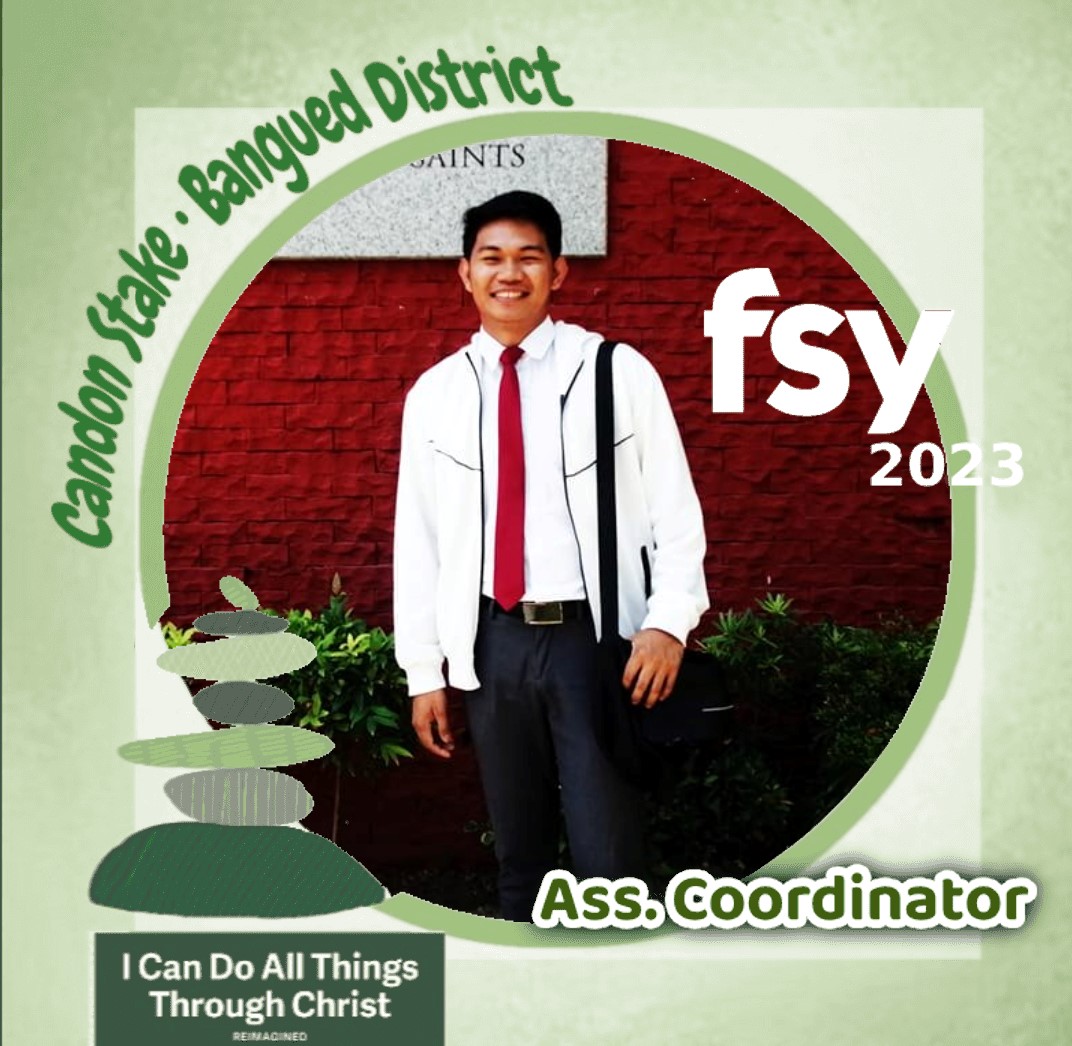 Candon Stake · Bangued District
SAINTS
fsy
2023
Ass. Coordinator
I Can Do All Things
Through Christ
REIMAGINED